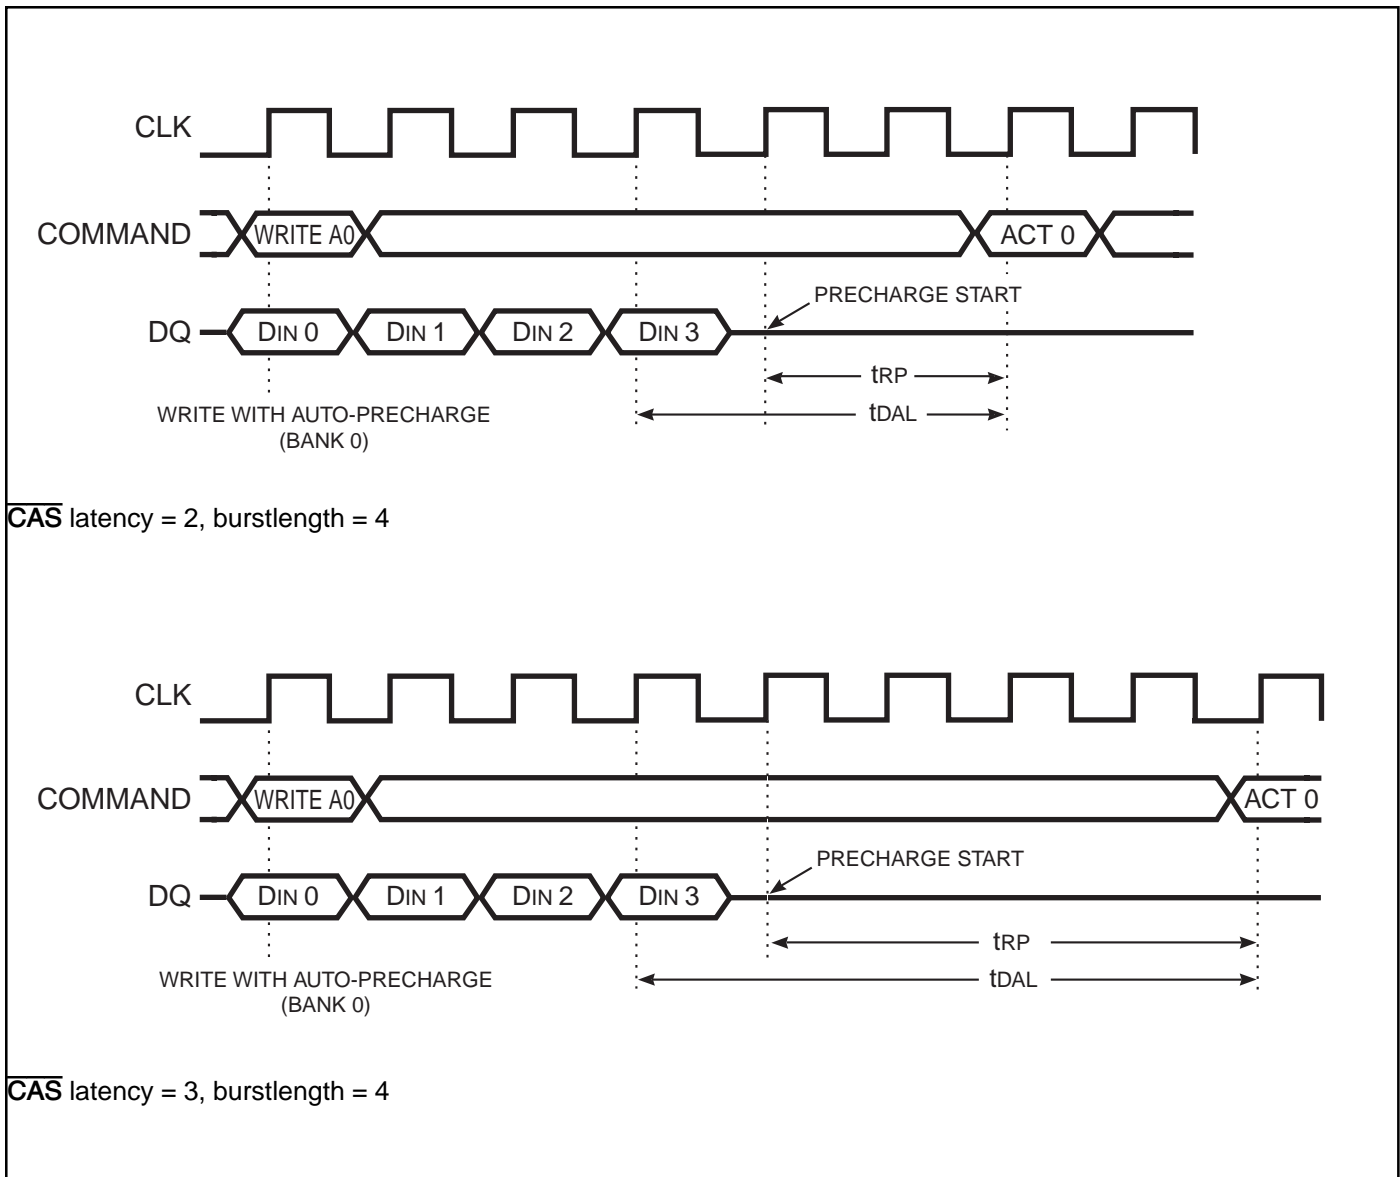 CLK
COMMAND
WRITE A0
ACT 0
PRECHARGE START
DQ
DIN 0
DIN 1
DIN 2
DIN 3
tRP
tDAL
WRITE WITH AUTO-PRECHARGE
(BANK 0)
CAS latency = 2, burstlength = 4
CLK
COMMAND
WRITE A0
ACT 0
PRECHARGE START
DQ
DIN 0
DIN 1
DIN 2
DIN 3
tRP
tDAL
WRITE WITH AUTO-PRECHARGE
(BANK 0)
CAS latency = 3, burstlength = 4